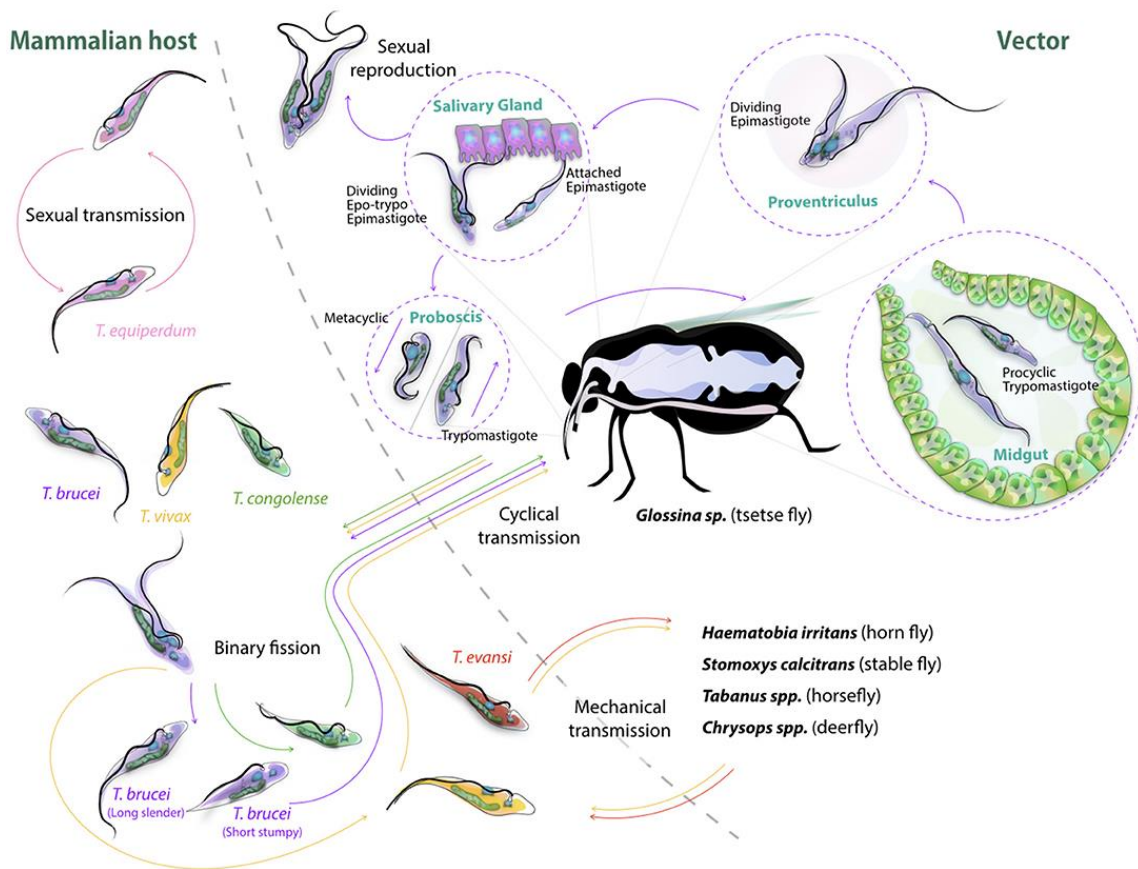 Mammalian host
Vector
Sexual
reproduction
Salivary Gland
Dividing
Epimastigote
Attached
Epimastigote
Dividing
Epo-trypo
Epimastigote
Proventriculus
Sexual transmission
T. equiperdum
Metacyclic
Proboscis
Trypomastigote
Procyclic
Trypomastigote
Midgut
T. brucei
T. vivax
T. congolense
Glossina sp. (tsetse fly)
Cyclical
transmission
Binary fission
T. evansi
Haematobia irritans (horn fly)
Stomoxys calcitrans (stable fly)
Tabanus spp. (horsefly)
Chrysops spp. (deerfly)
Mechanical
transmission
T. brucei
(Long slender)
T. brucei
(Short stumpy)